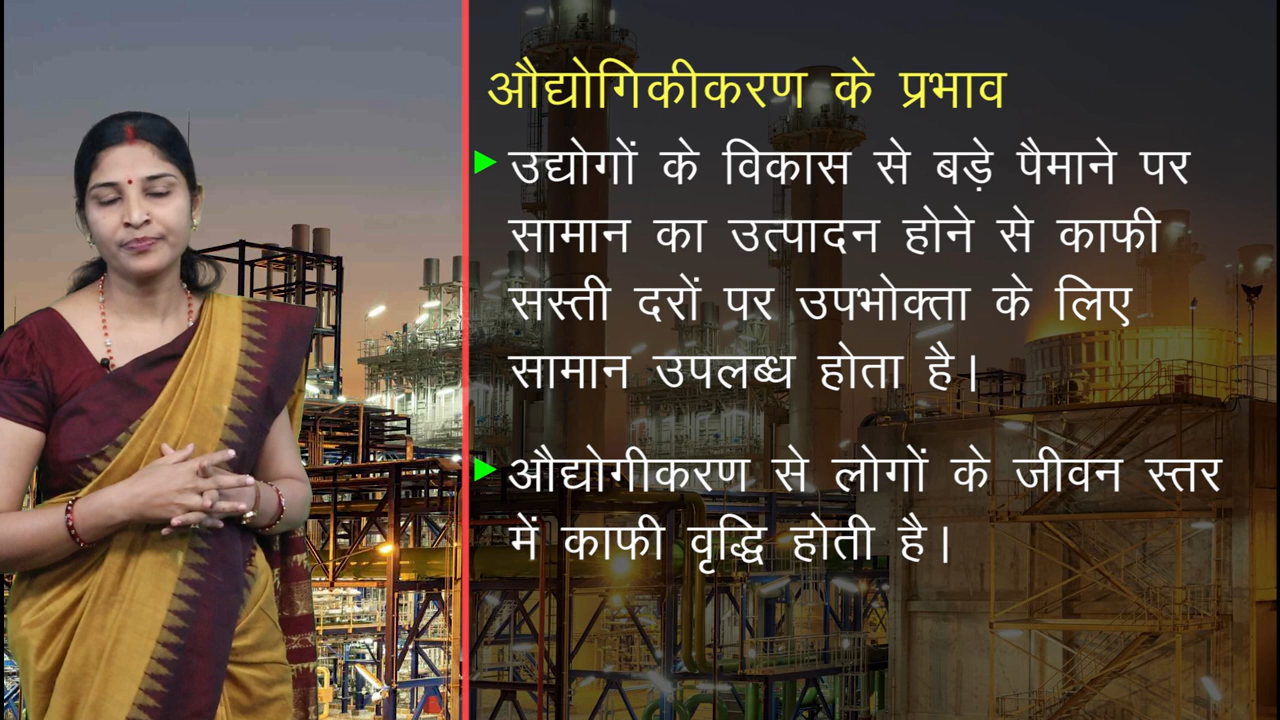 औद्योगिकीकरण के प्रभाव
उद्योगों के विकास से बड़े पैमाने पर
सामान का उत्पादन होने से काफी
सस्ती दरों पर उपभोक्ता के लिए
सामान उपलब्ध होता है।
औद्योगीकरण से लोगों के जीवन स्तर
में काफी वृद्धि होती है।